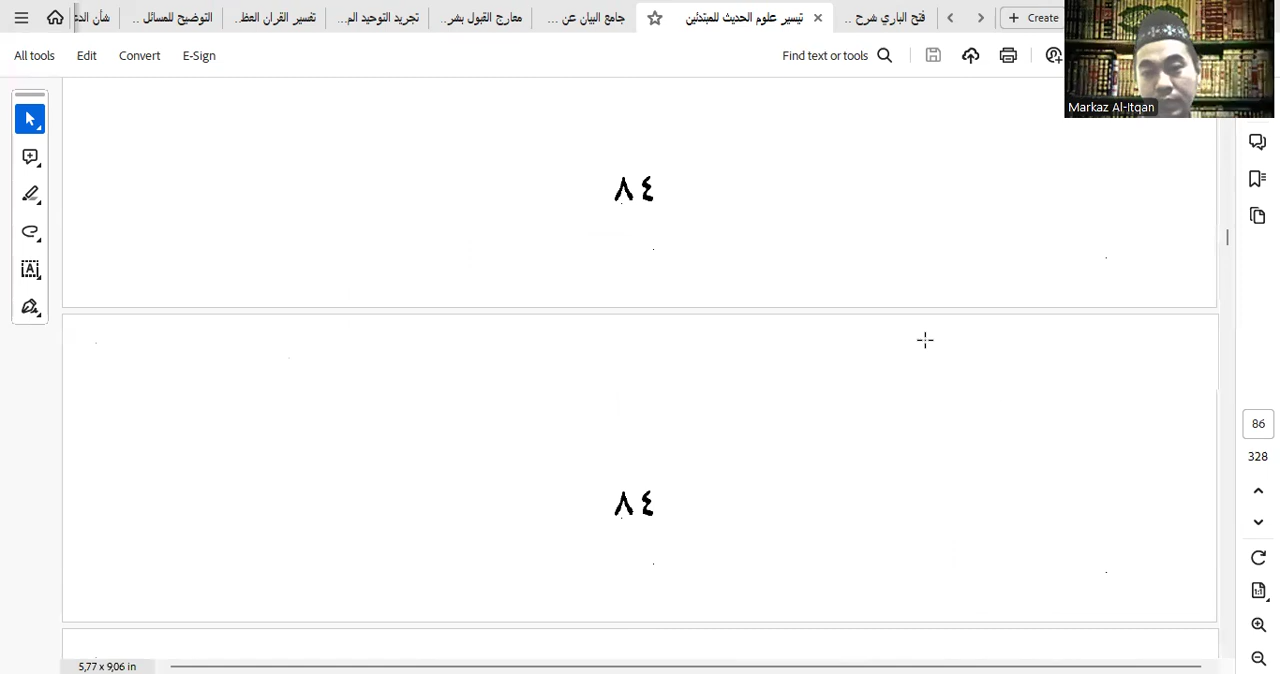 شأن الدع
التوضيح للمسائل ..
تفسير القران العظ..
تجريد التوحيد الم..
معارج القبول بشر..
جامع البيان عن ...
تيسير علوم الحديث للمبتدئين
فتح الباري شرح ..
+ Create
All tools
Edit
Convert
E-Sign
Find text or tools
Markaz Al-Itqan
٨٤
٨٤
86
328
1:1
5,77 x 9,06 in